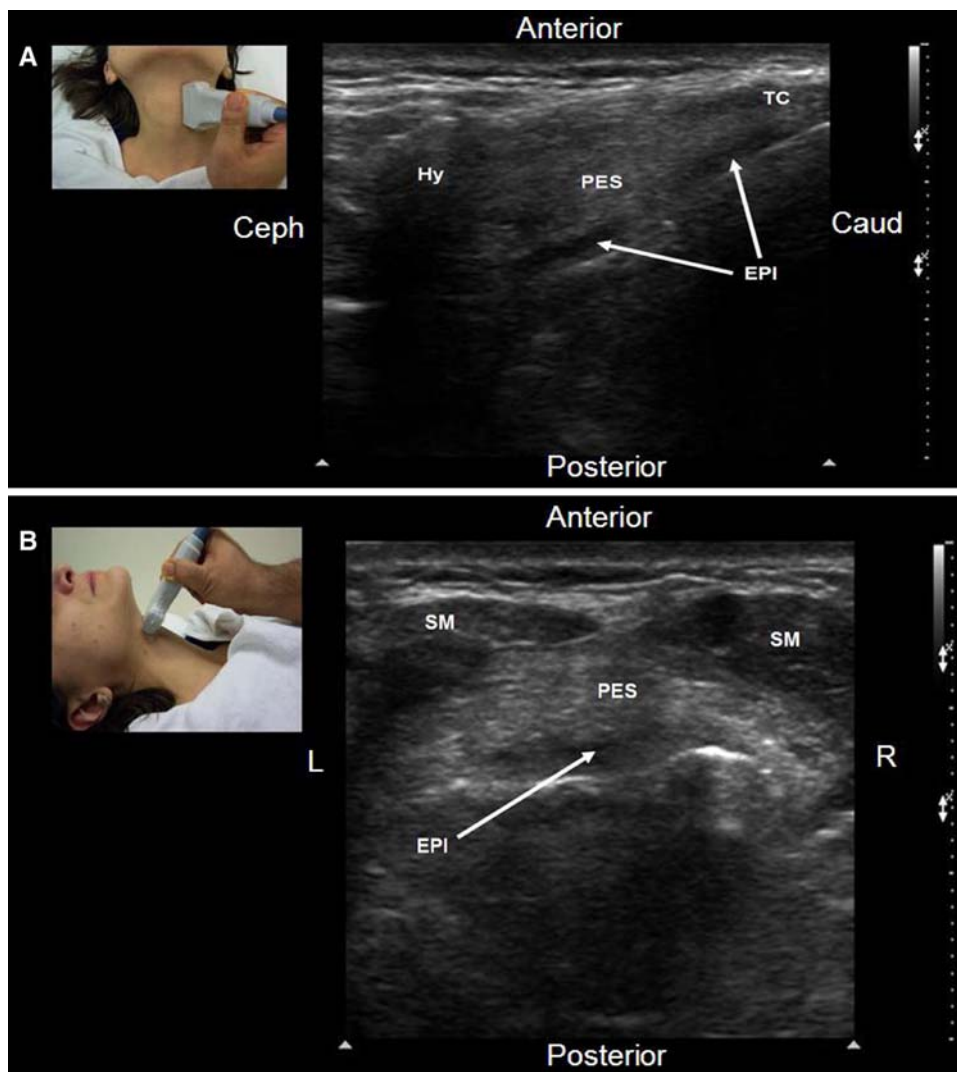 A
Anterior
TC
Hy
PES
Ceph
Caud
EPI
Posterior
B
Anterior
SM
SM
PES
L
R
EPI
Posterior